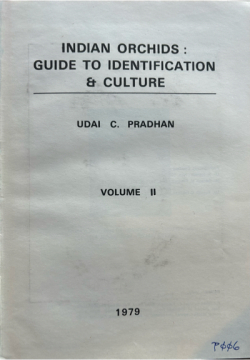 INDIAN ORCHIDS :
GUIDE TO IDENTIFICATION
& CULTURE
UDAI C. PRADHAN
VOLUME II
1979